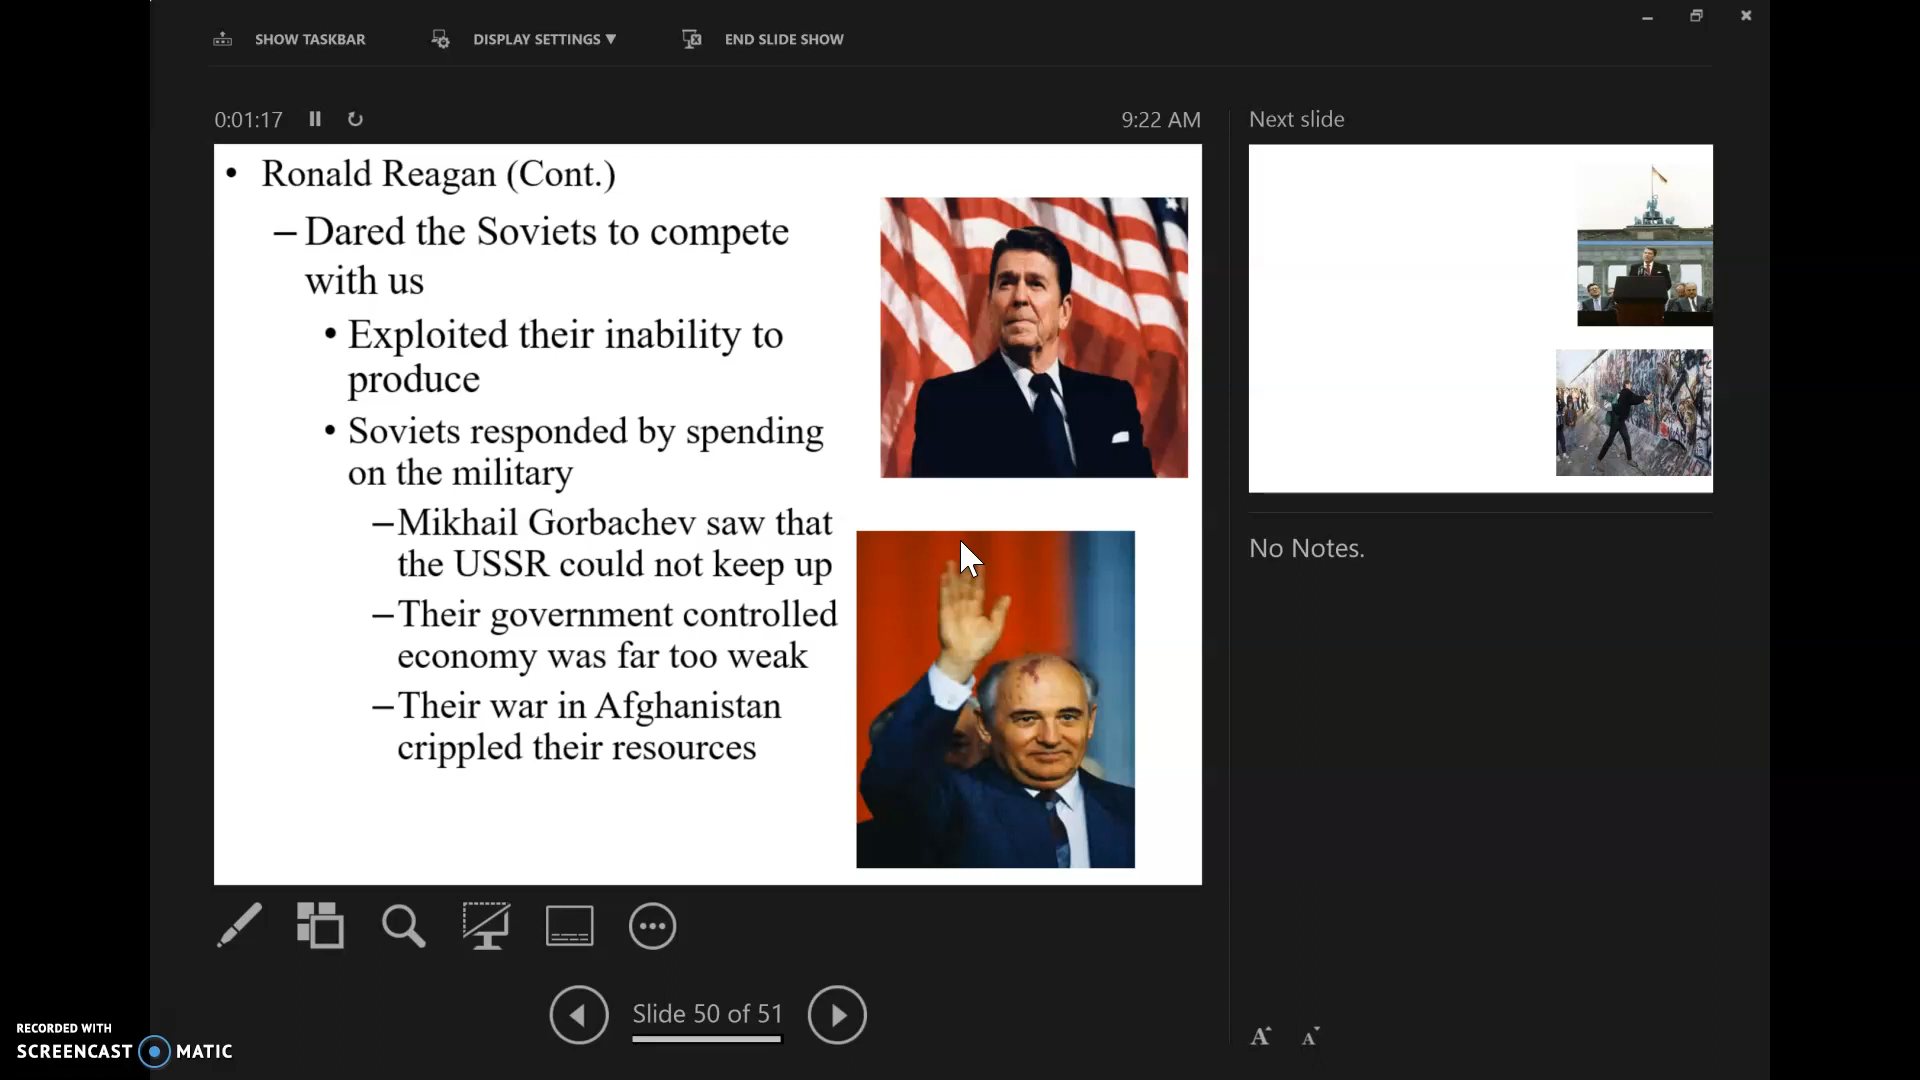 SHOW TASKBAR
DISPLAY SETTINGS ▼
END SLIDE SHOW
0:01:17
9:22 AM
• Ronald Reagan (Cont.)
– Dared the Soviets to compete
with us
• Exploited their inability to
produce
• Soviets responded by spending
on the military
– Mikhail Gorbachev saw that
the USSR could not keep up
– Their government controlled
economy was far too weak
– Their war in Afghanistan
crippled their resources
Next slide
No Notes.
Slide 50 of 51
A A
RECORDED WITH
SCREENCAST MATIC